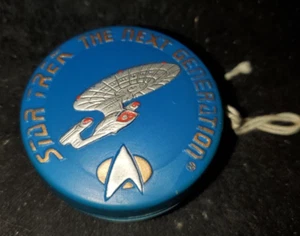 STAR TREK THE NEXT GENERATION